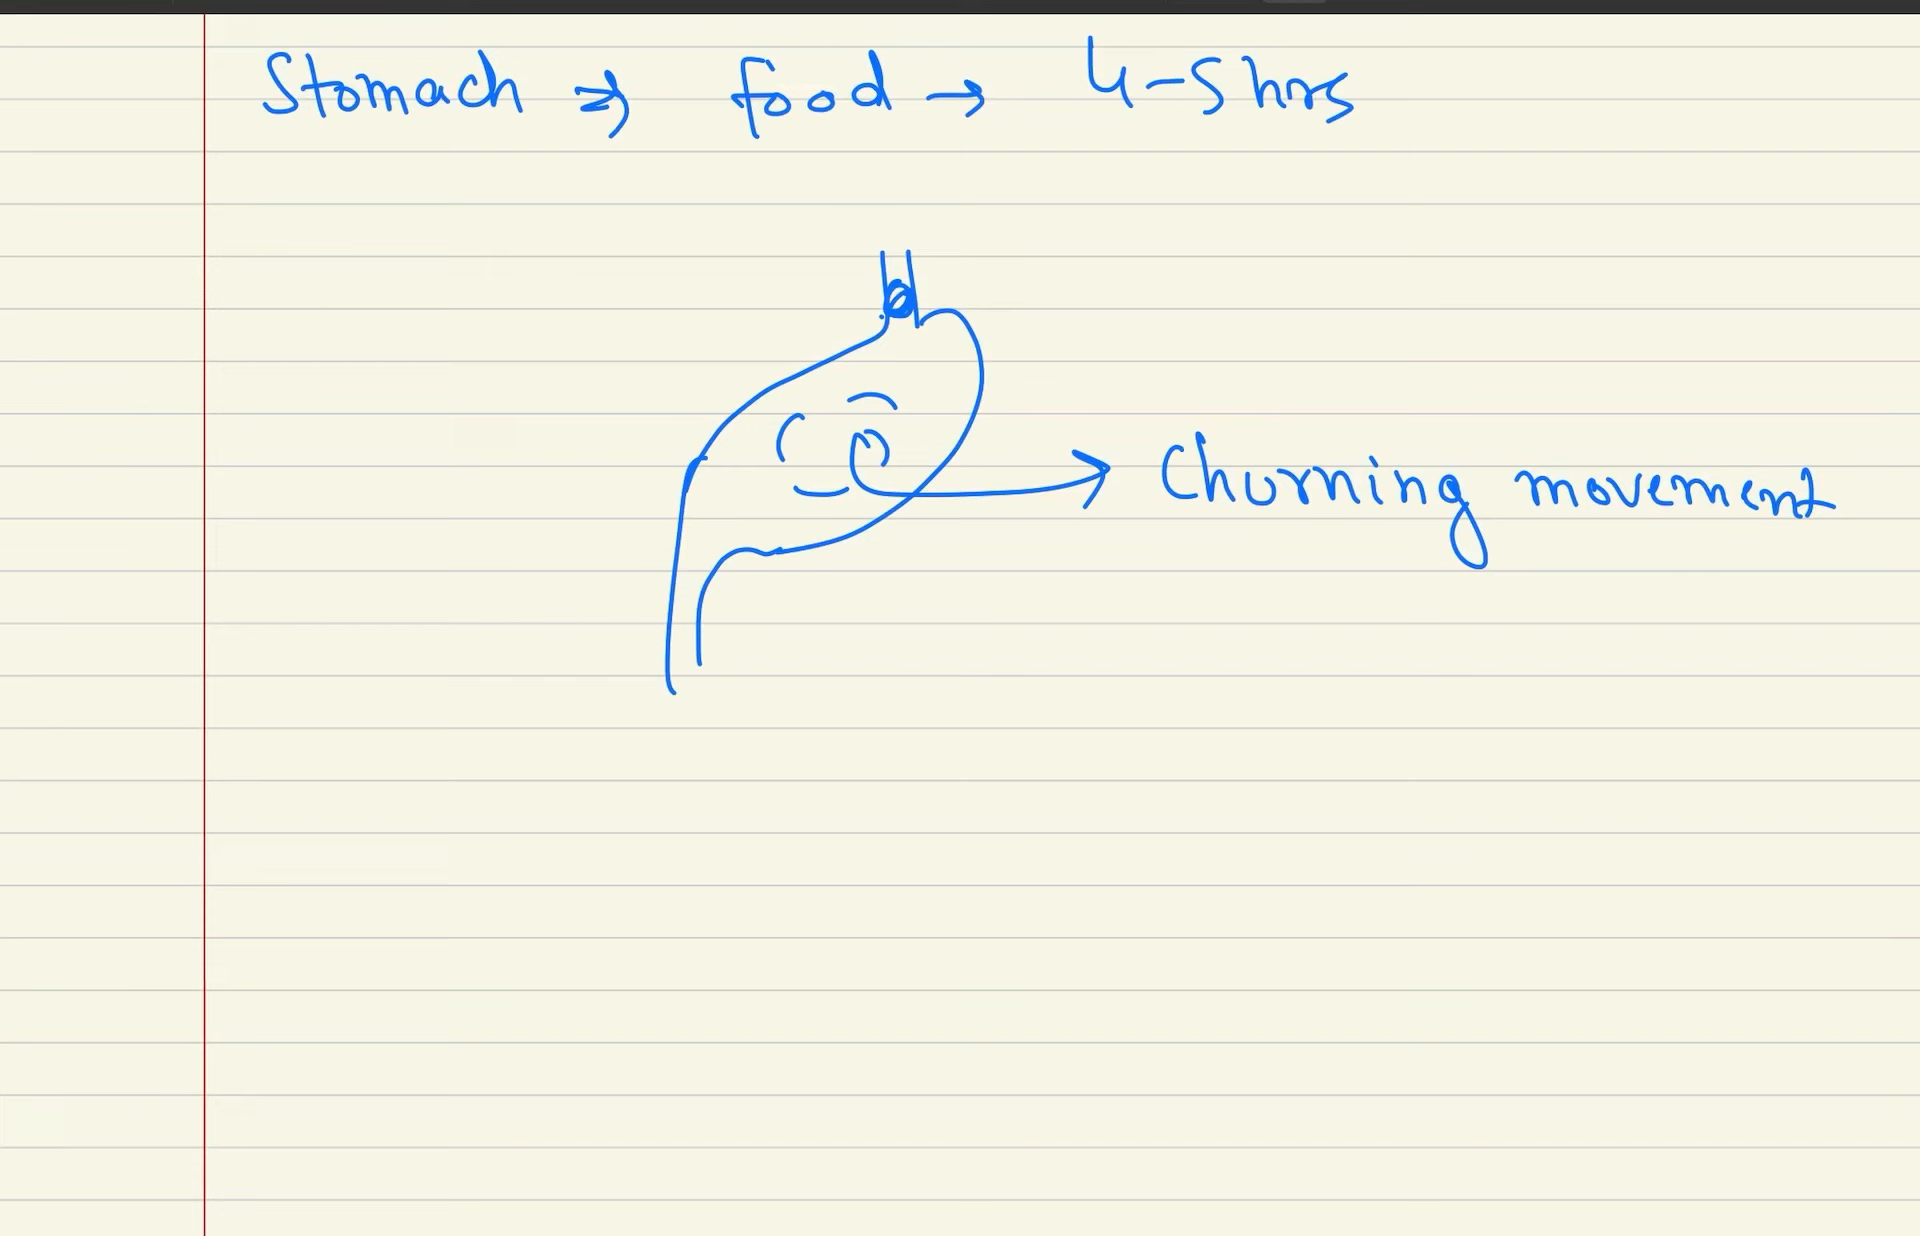 Stomach ⇒ food → 4-5 hrs
Churning movement